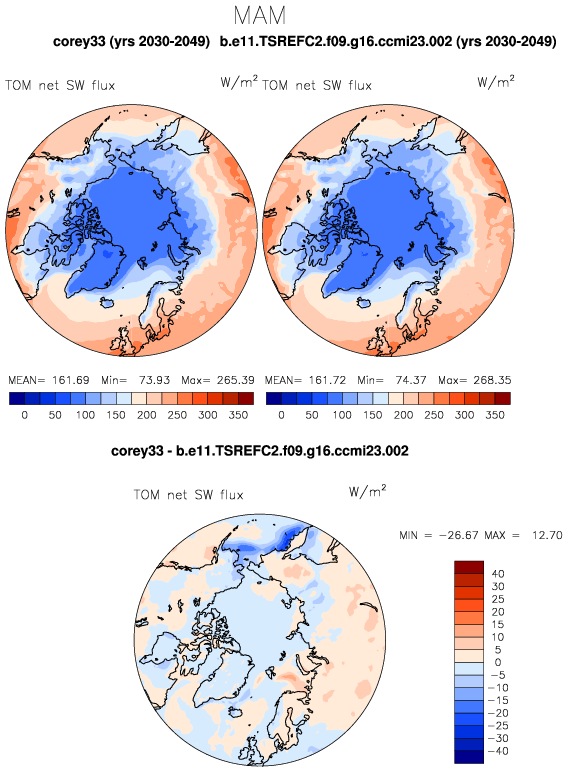 MAM
corey33 (yrs 2030-2049) b.e11.TSREFC2.f09.g16.ccmi23.002 (yrs 2030-2049)
TOM net SW flux W/m² TOM net SW flux W/m²
MEAN= 161.69 Min= 73.93 Max= 265.39 MEAN= 161.72 Min= 74.37 Max= 268.35
0 50 100 150 200 250 300 350 0 50 100 150 200 250 300 350
corey33 - b.e11.TSREFC2.f09.g16.ccmi23.002
TOM net SW flux W/m²
MIN = -26.67 MAX = 12.70
40
30
25
20
15
10
5
0
-5
-10
-15
-20
-25
-30
-40